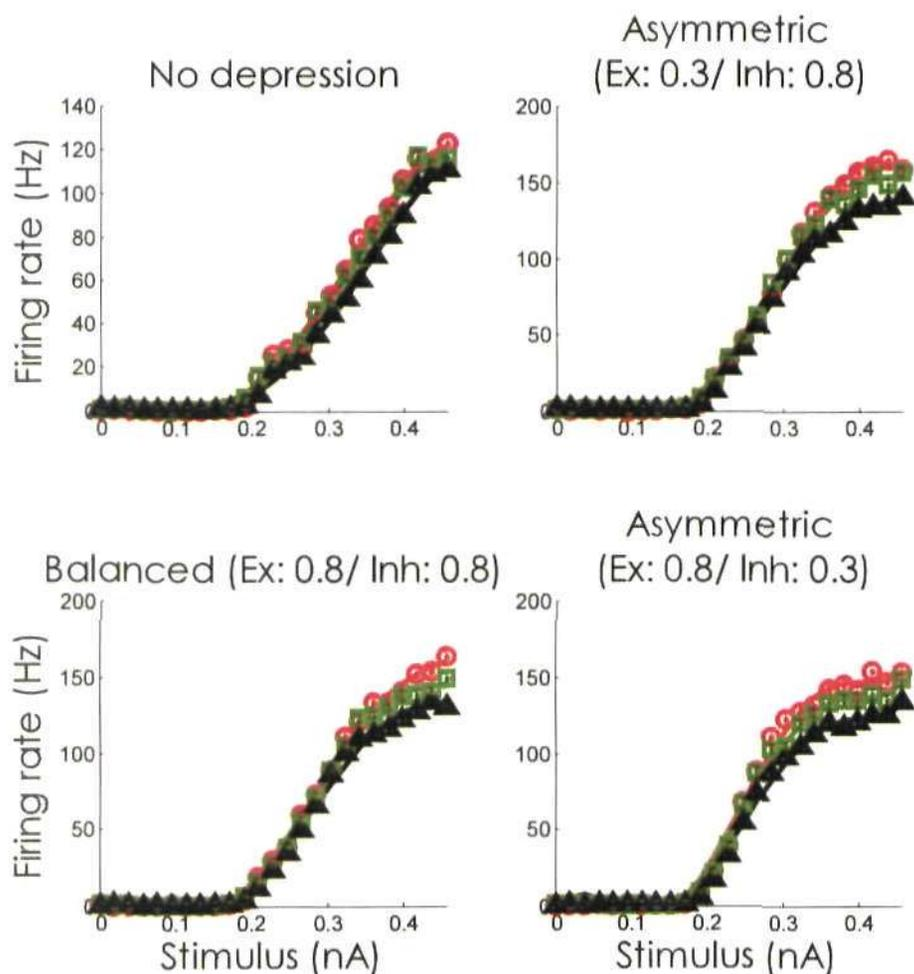 No depression
Asymmetric
(Ex: 0.3/ Inh: 0.8)
Firing rate (Hz)
140
120
100
80
60
40
20
0
0 0.1 0.2 0.3 0.4
200
150
100
50
0
0 0.1 0.2 0.3 0.4
Balanced (Ex: 0.8/ Inh: 0.8)
Asymmetric
(Ex: 0.8/ Inh: 0.3)
Firing rate (Hz)
200
150
100
50
0
0 0.1 0.2 0.3 0.4
Stimulus (nA)
200
150
100
50
0
0 0.1 0.2 0.3 0.4
Stimulus (nA)